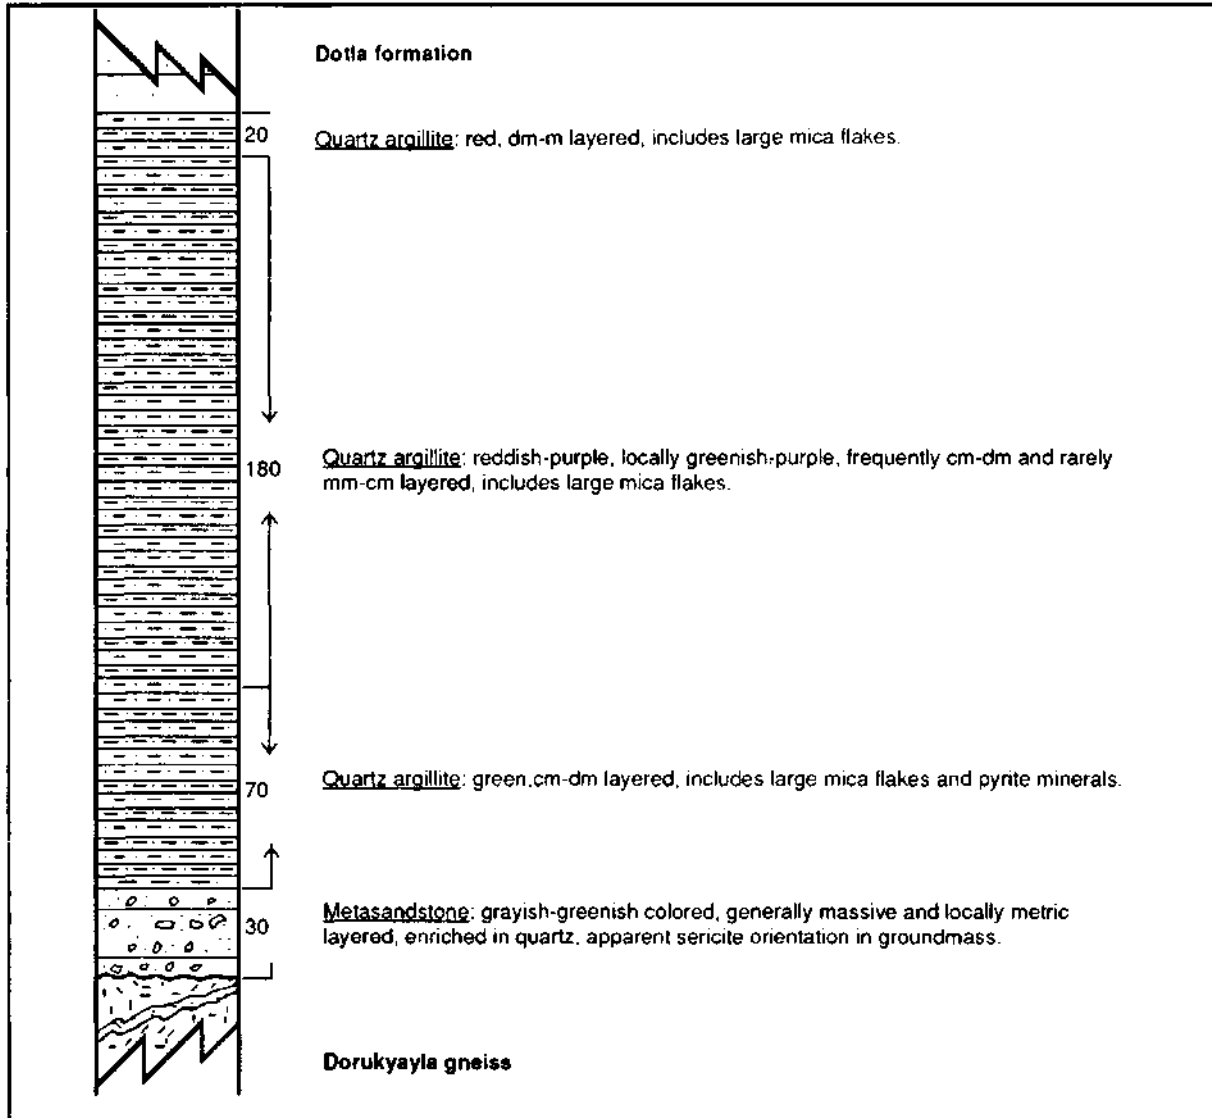 Dotla formation
20
Quartz argillite: red, dm-m layered, includes large mica flakes.
180
Quartz argillite: reddish-purple, locally greenish-purple, frequently cm-dm and rarely
mm-cm layered, includes large mica flakes.
70
Quartz argillite: green,cm-dm layered, includes large mica flakes and pyrite minerals.
30
Metasandstone: grayish-greenish colored, generally massive and locally metric
layered, enriched in quartz, apparent sericite orientation in groundmass.
Dorukyayla gneiss